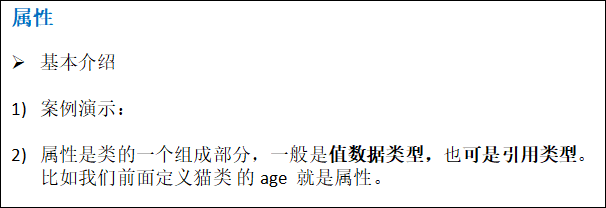 属性
➢ 基本介绍
1) 案例演示：
2) 属性是类的一个组成部分，一般是值数据类型，也可是引用类型。
比如我们前面定义猫类 的 age 就是属性。